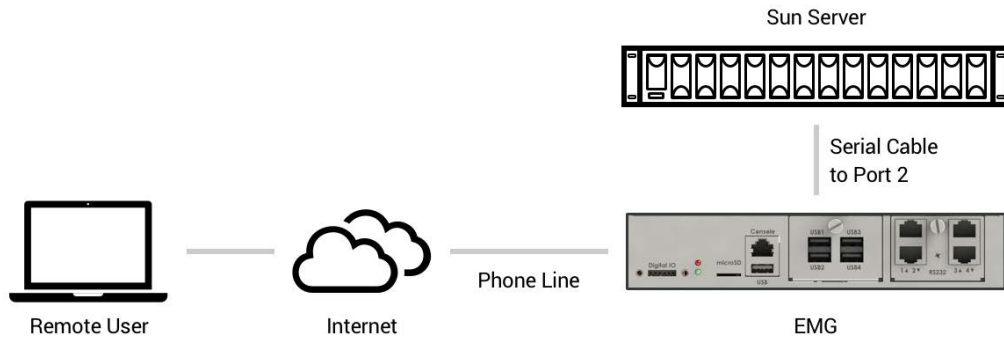 Sun Server
Serial Cable
to Port 2
Phone Line
Console
USB1 USB3
USB2 USB4
Digital IO
microSD
USB
RS232
Remote User
Internet
EMG